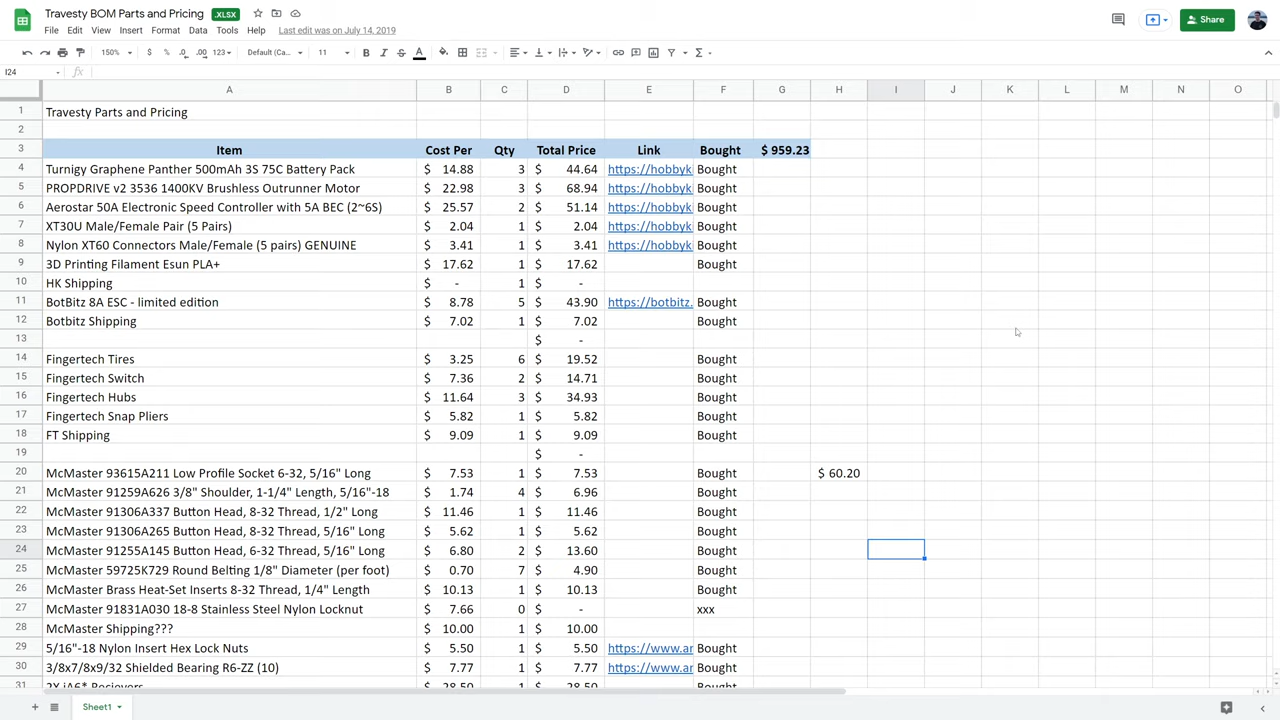 Travesty BOM Parts and Pricing .XLSX
File Edit View Insert Format Data Tools Help Last edit was on July 14, 2019
Share
150% $ % .0 .00 123 Default (Ca... 11 B I S A
I24 fx
A B C D E F G H I J K L M N O
1 Travesty Parts and Pricing
2
3 Item Cost Per Qty Total Price Link Bought $ 959.23
4 Turnigy Graphene Panther 500mAh 3S 75C Battery Pack $ 14.88 3 $ 44.64 https://hobbyk Bought
5 PROPDRIVE v2 3536 1400KV Brushless Outrunner Motor $ 22.98 3 $ 68.94 https://hobbyk Bought
6 Aerostar 50A Electronic Speed Controller with 5A BEC (2~6S) $ 25.57 2 $ 51.14 https://hobbyk Bought
7 XT30U Male/Female Pair (5 Pairs) $ 2.04 1 $ 2.04 https://hobbyk Bought
8 Nylon XT60 Connectors Male/Female (5 pairs) GENUINE $ 3.41 1 $ 3.41 https://hobbyk Bought
9 3D Printing Filament Esun PLA+ $ 17.62 1 $ 17.62 Bought
10 HK Shipping $ - 1 $ -
11 BotBitz 8A ESC - limited edition $ 8.78 5 $ 43.90 https://botbitz. Bought
12 Botbitz Shipping $ 7.02 1 $ 7.02 Bought
13 $ -
14 Fingertech Tires $ 3.25 6 $ 19.52 Bought
15 Fingertech Switch $ 7.36 2 $ 14.71 Bought
16 Fingertech Hubs $ 11.64 3 $ 34.93 Bought
17 Fingertech Snap Pliers $ 5.82 1 $ 5.82 Bought
18 FT Shipping $ 9.09 1 $ 9.09 Bought
19 $ -
20 McMaster 93615A211 Low Profile Socket 6-32, 5/16" Long $ 7.53 1 $ 7.53 Bought $ 60.20
21 McMaster 91259A626 3/8" Shoulder, 1-1/4" Length, 5/16"-18 $ 1.74 4 $ 6.96 Bought
22 McMaster 91306A337 Button Head, 8-32 Thread, 1/2" Long $ 11.46 1 $ 11.46 Bought
23 McMaster 91306A265 Button Head, 8-32 Thread, 5/16" Long $ 5.62 1 $ 5.62 Bought
24 McMaster 91255A145 Button Head, 6-32 Thread, 5/16" Long $ 6.80 2 $ 13.60 Bought
25 McMaster 59725K729 Round Belting 1/8" Diameter (per foot) $ 0.70 7 $ 4.90 Bought
26 McMaster Brass Heat-Set Inserts 8-32 Thread, 1/4" Length $ 10.13 1 $ 10.13 Bought
27 McMaster 91831A030 18-8 Stainless Steel Nylon Locknut $ 7.66 0 $ - xxx
28 McMaster Shipping??? $ 10.00 1 $ 10.00
29 5/16"-18 Nylon Insert Hex Lock Nuts $ 5.50 1 $ 5.50 https://www.ar Bought
30 3/8x7/8x9/32 Shielded Bearing R6-ZZ (10) $ 7.77 1 $ 7.77 https://www.ar Bought
31 2X iA6* Recievers $ 28.50 1 $ 28.50 Bought
Sheet1